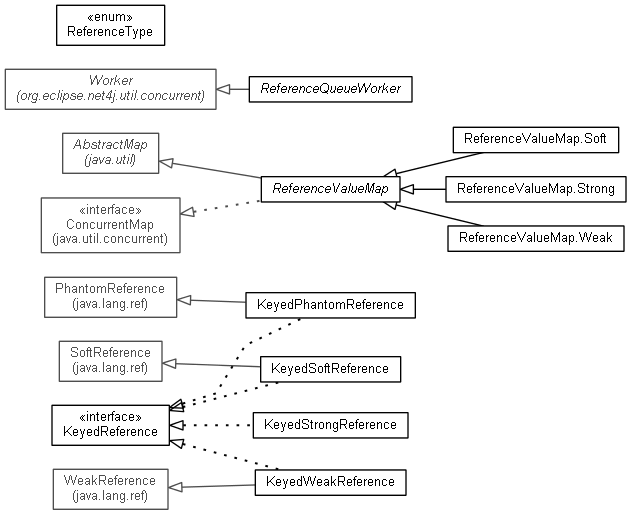 «enum»
ReferenceType
Worker
(org.eclipse.net4j.util.concurrent)
ReferenceQueueWorker
AbstractMap
(java.util)
ReferenceValueMap.Soft
ReferenceValueMap
ReferenceValueMap.Strong
«interface»
ConcurrentMap
(java.util.concurrent)
ReferenceValueMap.Weak
PhantomReference
(java.lang.ref)
KeyedPhantomReference
SoftReference
(java.lang.ref)
KeyedSoftReference
«interface»
KeyedReference
KeyedStrongReference
WeakReference
(java.lang.ref)
KeyedWeakReference